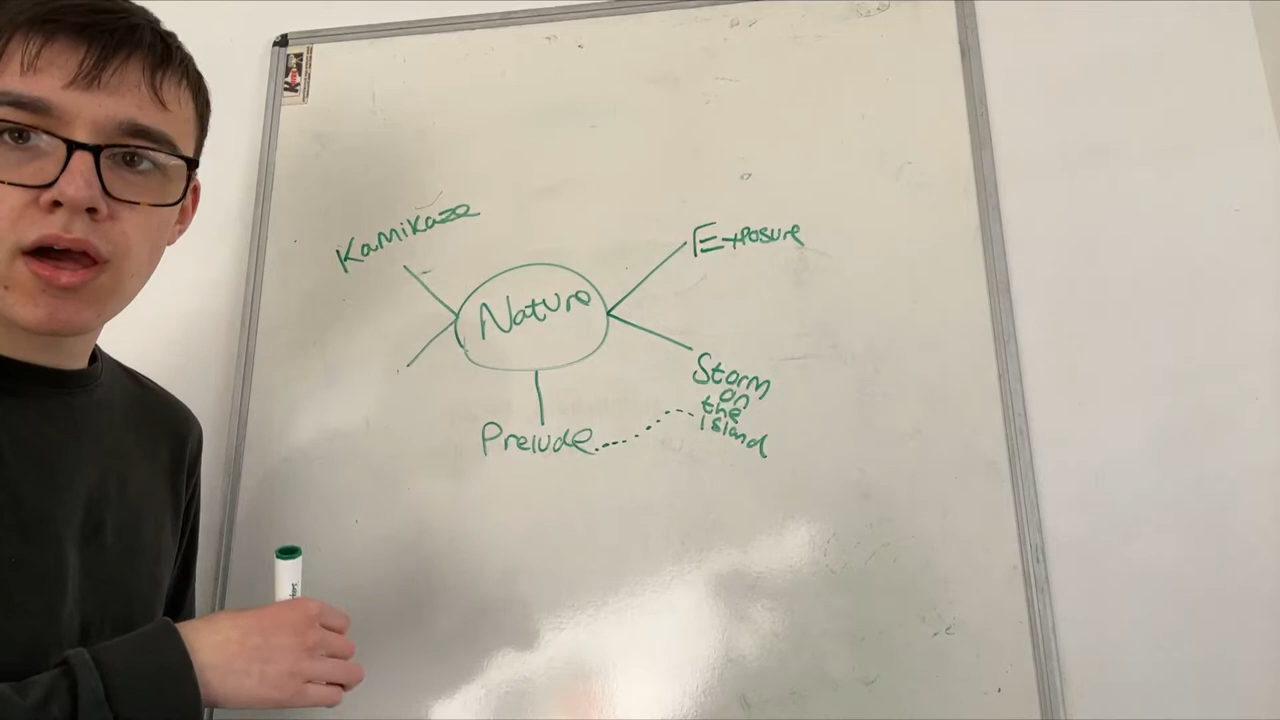 Kamikaze
Exposure
Nature
Storm
on
the
island
Prelude